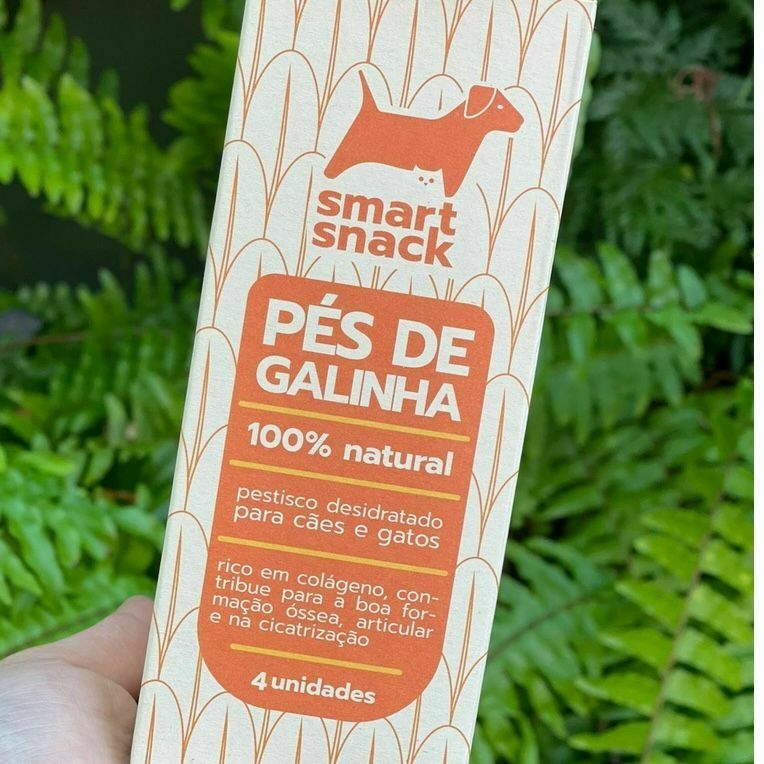 smart
snack
PÉS DE
GALINHA
100% natural
pestisco desidratado
para cães e gatos
rico em colágeno, con-
tribue para a boa for-
mação óssea, articular
e na cicatrização
4 unidades